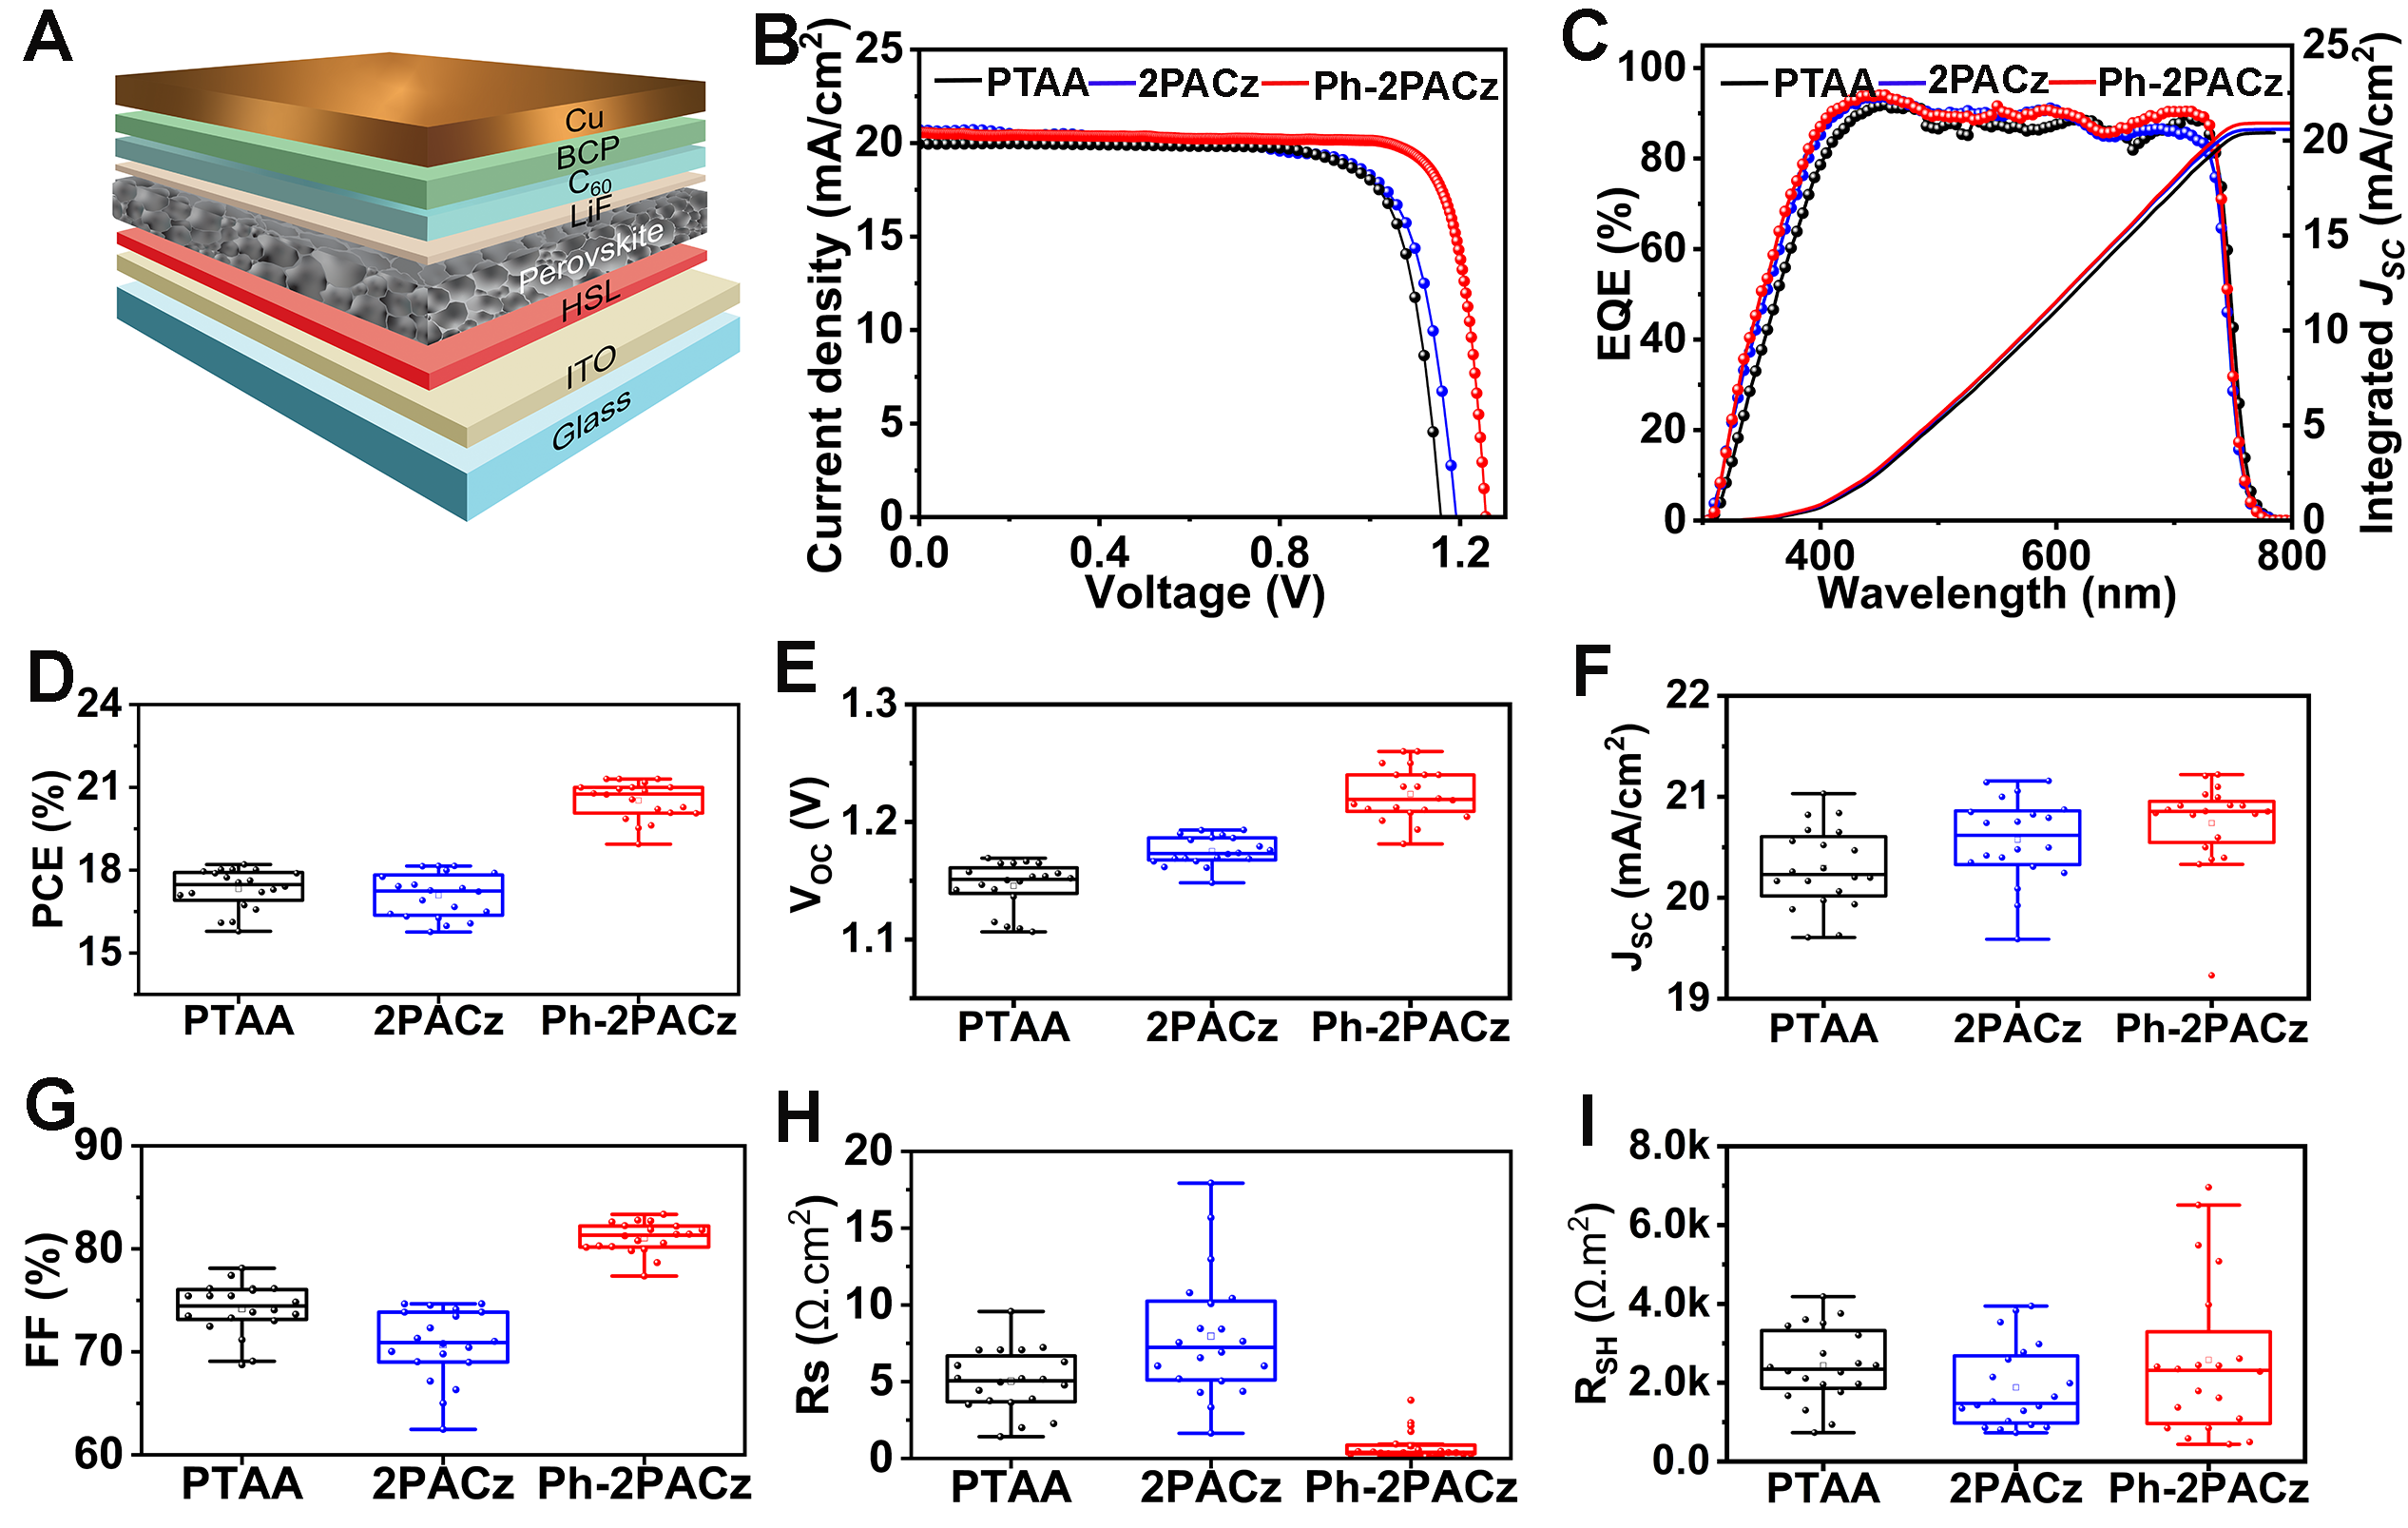 A
Cu
BCP
C60
LiF
Perovskite
HSL
ITO
Glass
B
Current density (mA/cm²)
25
20
15
10
5
0
PTAA 2PACz Ph-2PACz
0.0 0.4 0.8 1.2
Voltage (V)
C
EQE (%)
100
80
60
40
20
0
PTAA 2PACz Ph-2PACz
25
20
15
10
5
0
Integrated JSC (mA/cm²)
400 600 800
Wavelength (nm)
D
PCE (%)
24
21
18
15
PTAA 2PACz Ph-2PACz
E
VOC (V)
1.3
1.2
1.1
PTAA 2PACz Ph-2PACz
F
JSC (mA/cm²)
22
21
20
19
PTAA 2PACz Ph-2PACz
G
FF (%)
90
80
70
60
PTAA 2PACz Ph-2PACz
H
Rs (Ω.cm²)
20
15
10
5
0
PTAA 2PACz Ph-2PACz
I
RSH (Ω.m²)
8.0k
6.0k
4.0k
2.0k
0.0
PTAA 2PACz Ph-2PACz